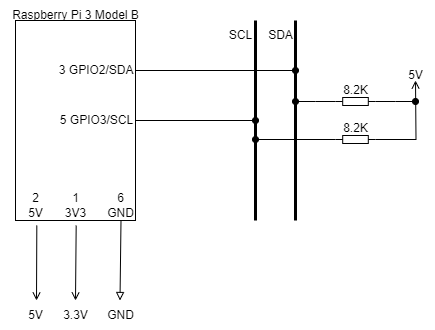 Raspberry Pi 3 Model B
SCL SDA
3 GPIO2/SDA
5V
8.2K
5 GPIO3/SCL
8.2K
2 1 6
5V 3V3 GND
5V 3.3V GND